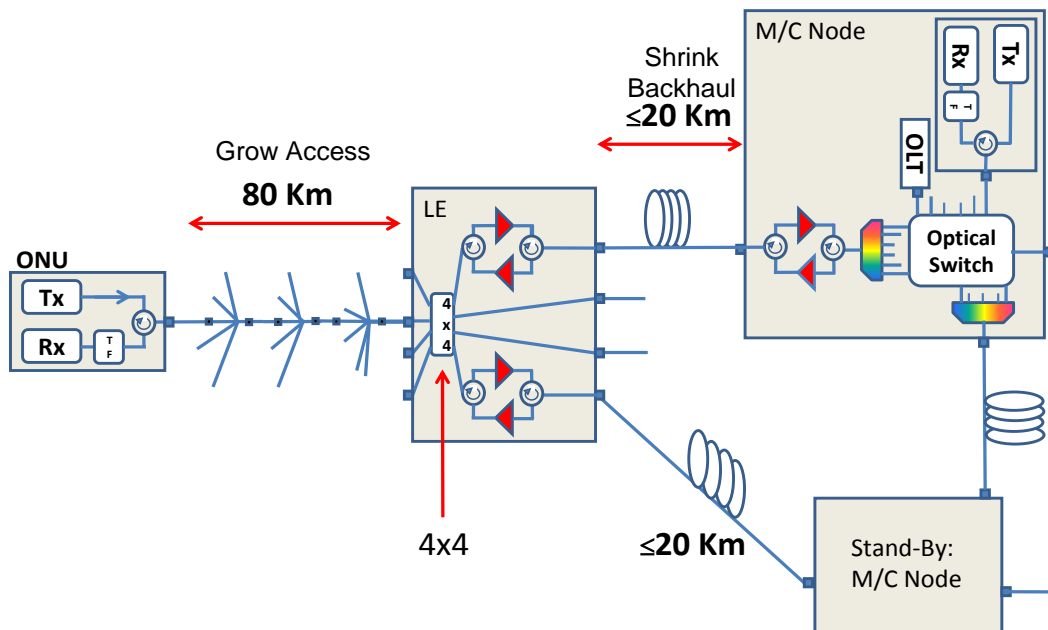 M/C Node
Rx
Tx
T
F
OLT
Optical
Switch
Shrink
Backhaul
≤20 Km
Grow Access
80 Km
LE
4
x
4
ONU
Tx
Rx
T
F
4x4
≤20 Km
Stand-By:
M/C Node